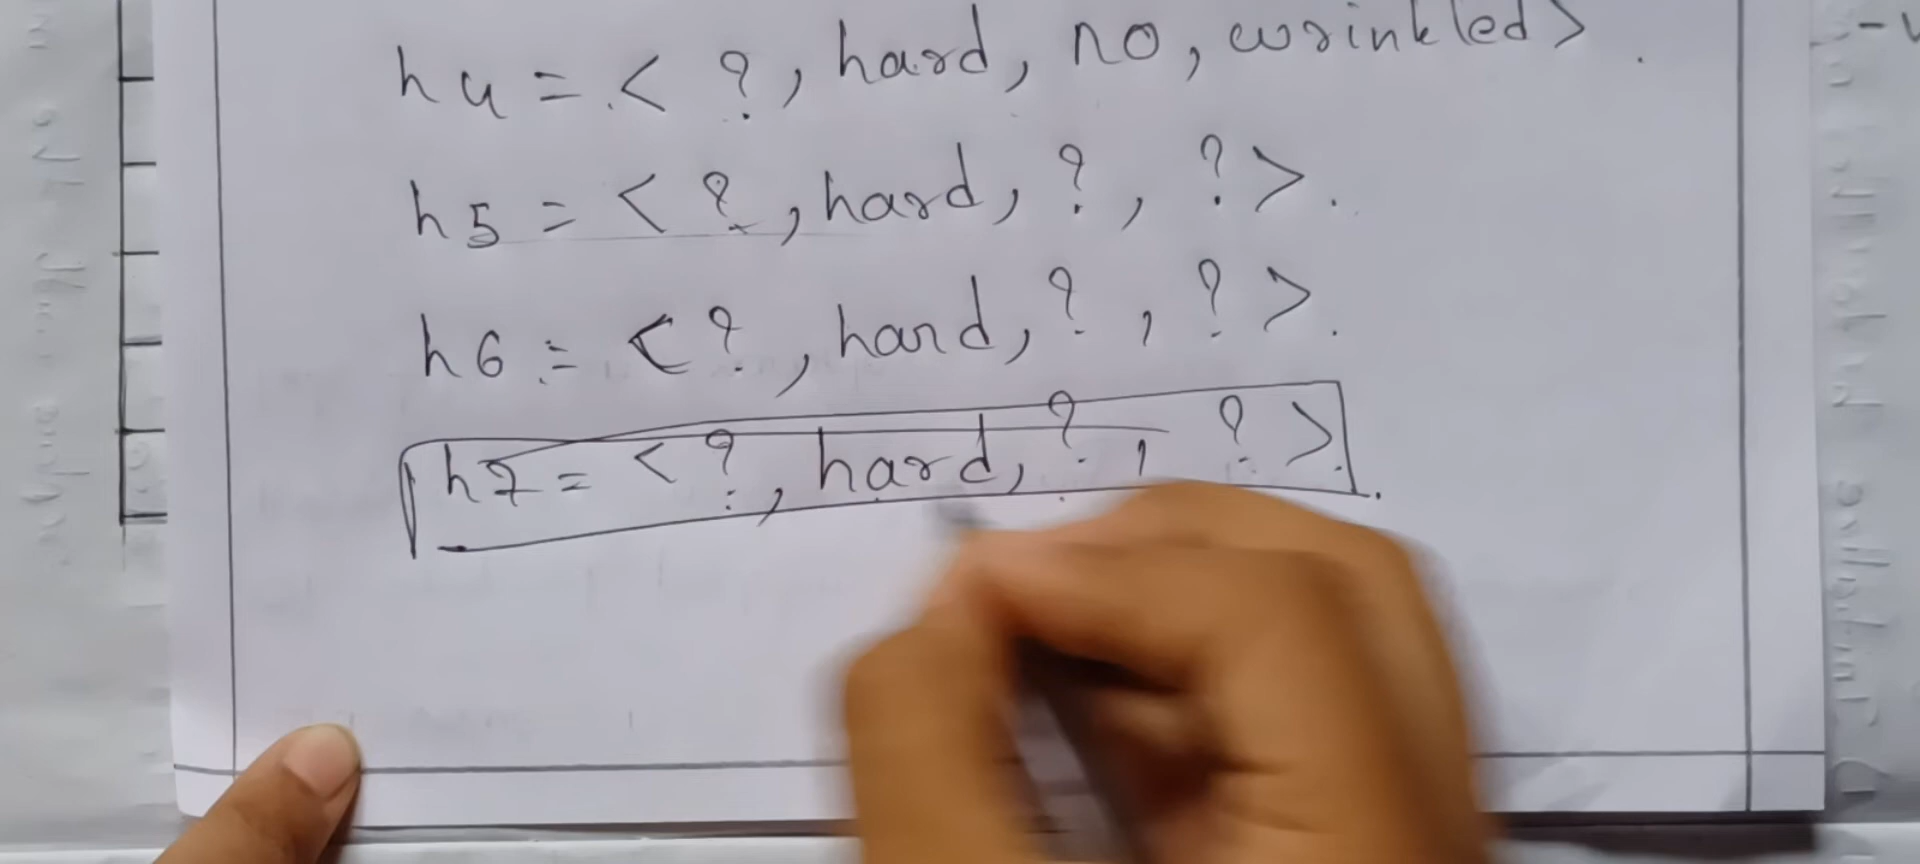 h4 = < ?, hard, no, wrinkled>.
h5 = < ?, hard, ?, ?>.
h6 = < ?, hard, ?, ?>.
h7 = < ?, hard, ?, ?>.